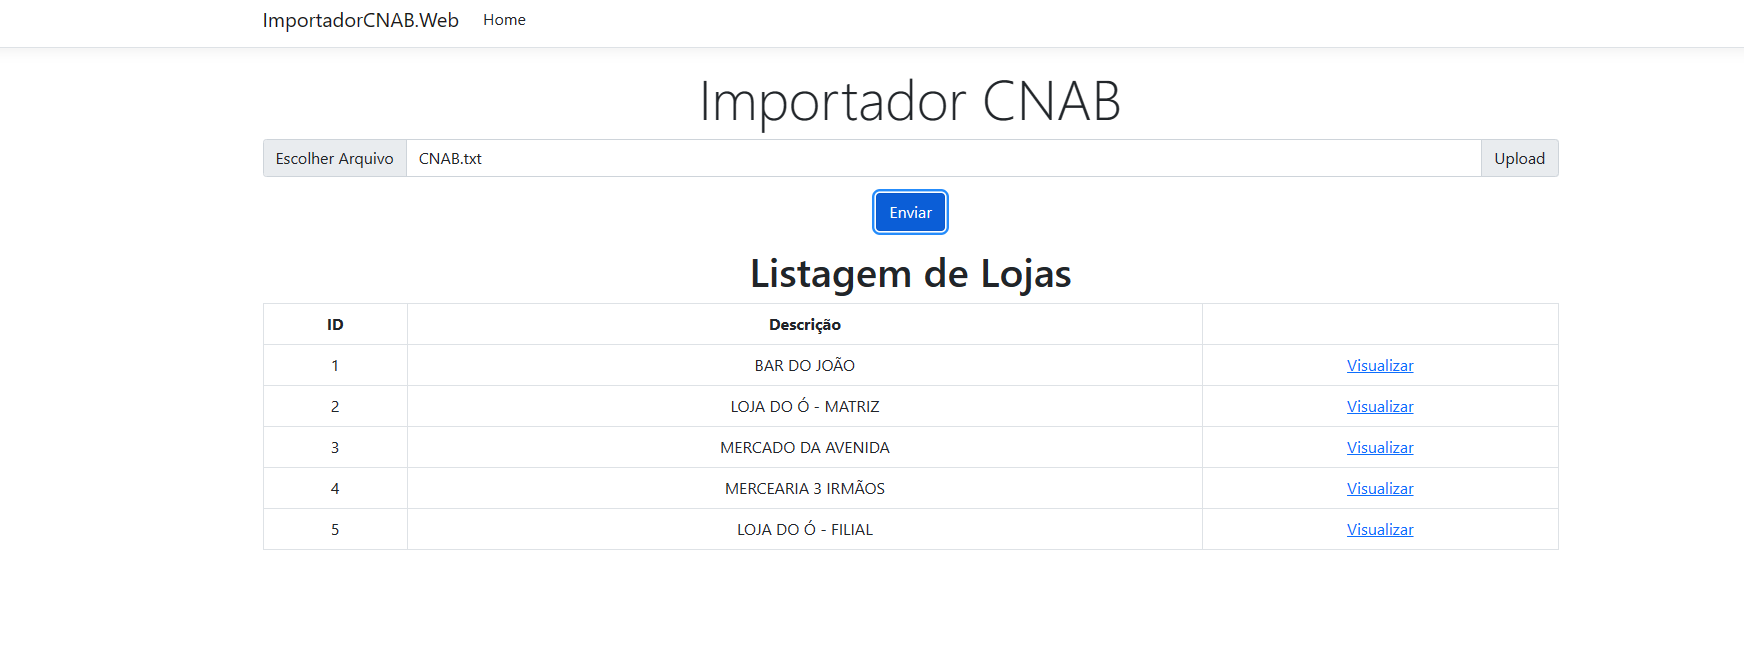 ImportadorCNAB.Web Home
Importador CNAB
Escolher Arquivo CNAB.txt Upload
Enviar
Listagem de Lojas
ID Descrição
1 BAR DO JOÃO Visualizar
2 LOJA DO Ó - MATRIZ Visualizar
3 MERCADO DA AVENIDA Visualizar
4 MERCEARIA 3 IRMÃOS Visualizar
5 LOJA DO Ó - FILIAL Visualizar